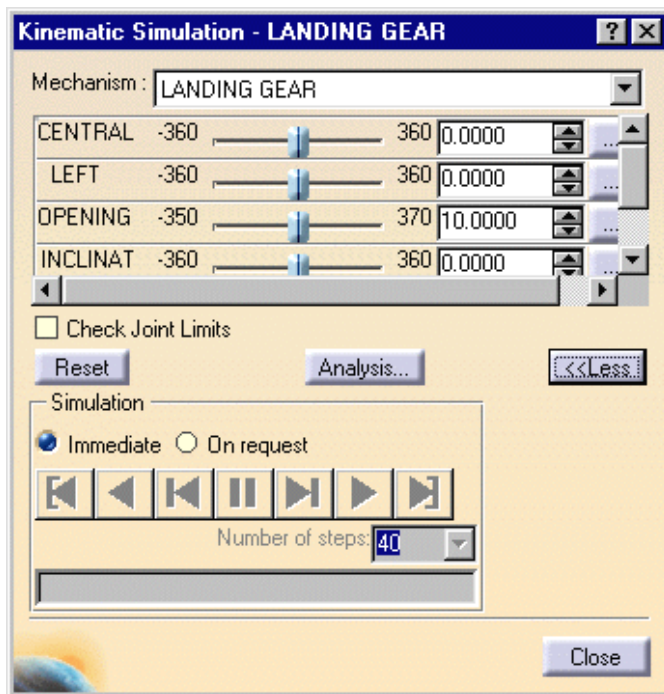 Kinematic Simulation - LANDING GEAR ? X
Mechanism : LANDING GEAR
CENTRAL -360 360 0.0000 ...
LEFT -360 360 0.0000 ...
OPENING -350 370 10.0000 ...
INCLINAT -360 360 0.0000 ...
Check Joint Limits
Reset Analysis... <<Less
Simulation
Immediate On request
Number of steps: 40
Close